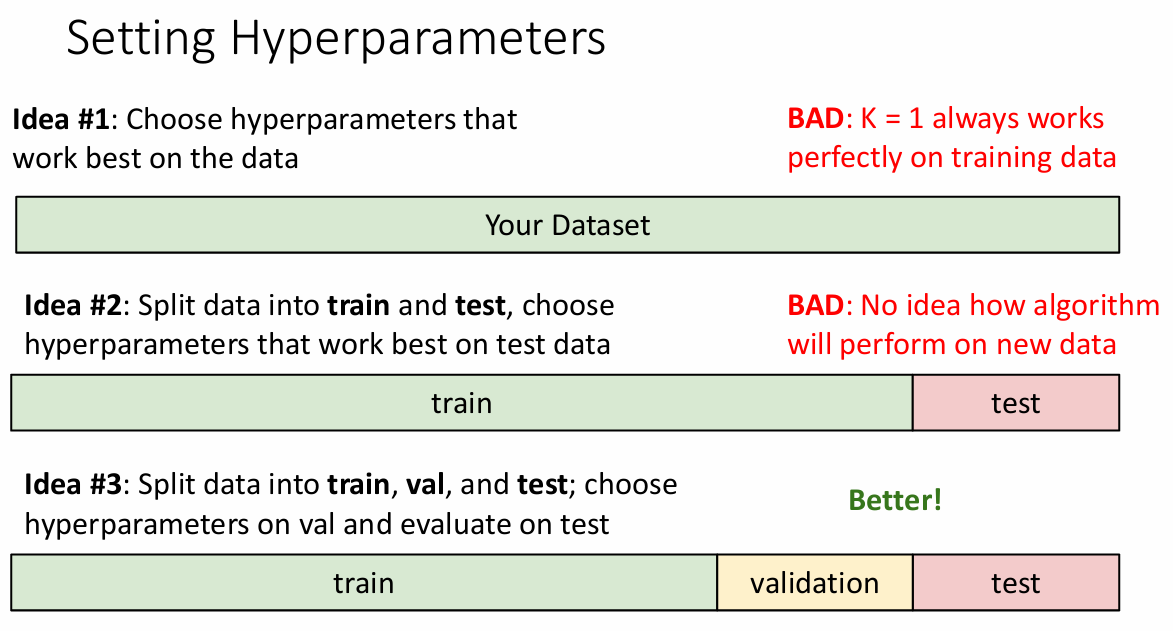 Setting Hyperparameters
Idea #1: Choose hyperparameters that
work best on the data
BAD: K = 1 always works
perfectly on training data
Your Dataset
Idea #2: Split data into train and test, choose
hyperparameters that work best on test data
BAD: No idea how algorithm
will perform on new data
train
test
Idea #3: Split data into train, val, and test; choose
hyperparameters on val and evaluate on test
Better!
train
validation
test